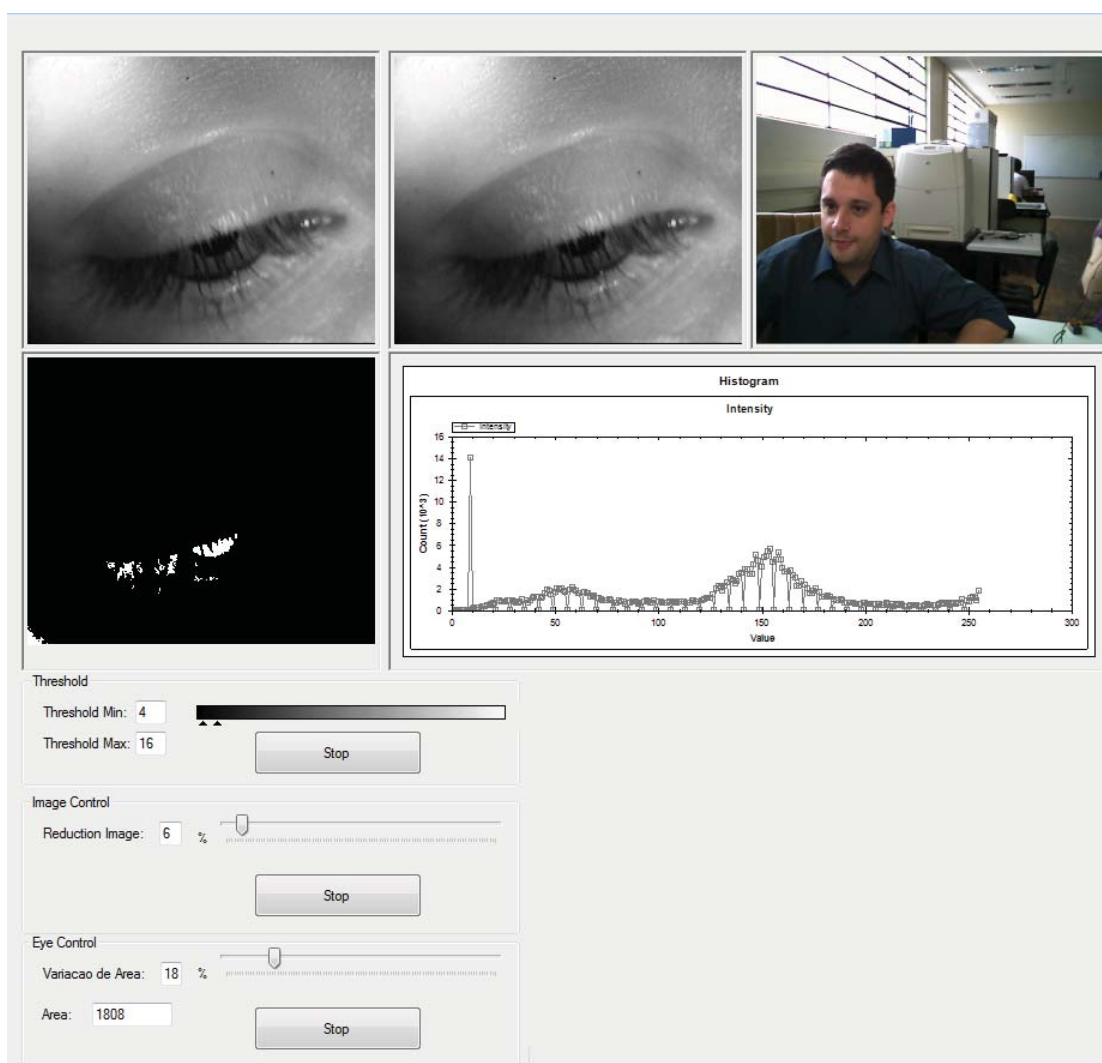 Histogram
Intensity
Intensity
Count (10^3)
16
14
12
10
8
6
4
2
0
0 50 100 150 200 250 300
Value
Threshold
Threshold Min: 4
Threshold Max: 16
Stop
Image Control
Reduction Image: 6 %
Stop
Eye Control
Variacao de Area: 18 %
Area: 1808
Stop